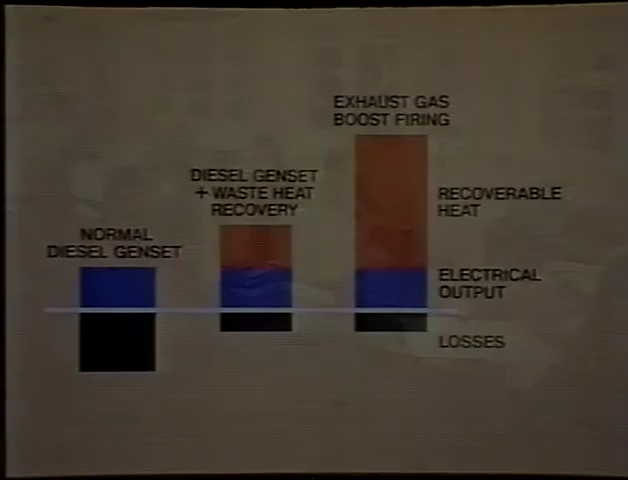 EXHAUST GAS
BOOST FIRING
DIESEL GENSET
+ WASTE HEAT
RECOVERY
RECOVERABLE
HEAT
NORMAL
DIESEL GENSET
ELECTRICAL
OUTPUT
LOSSES